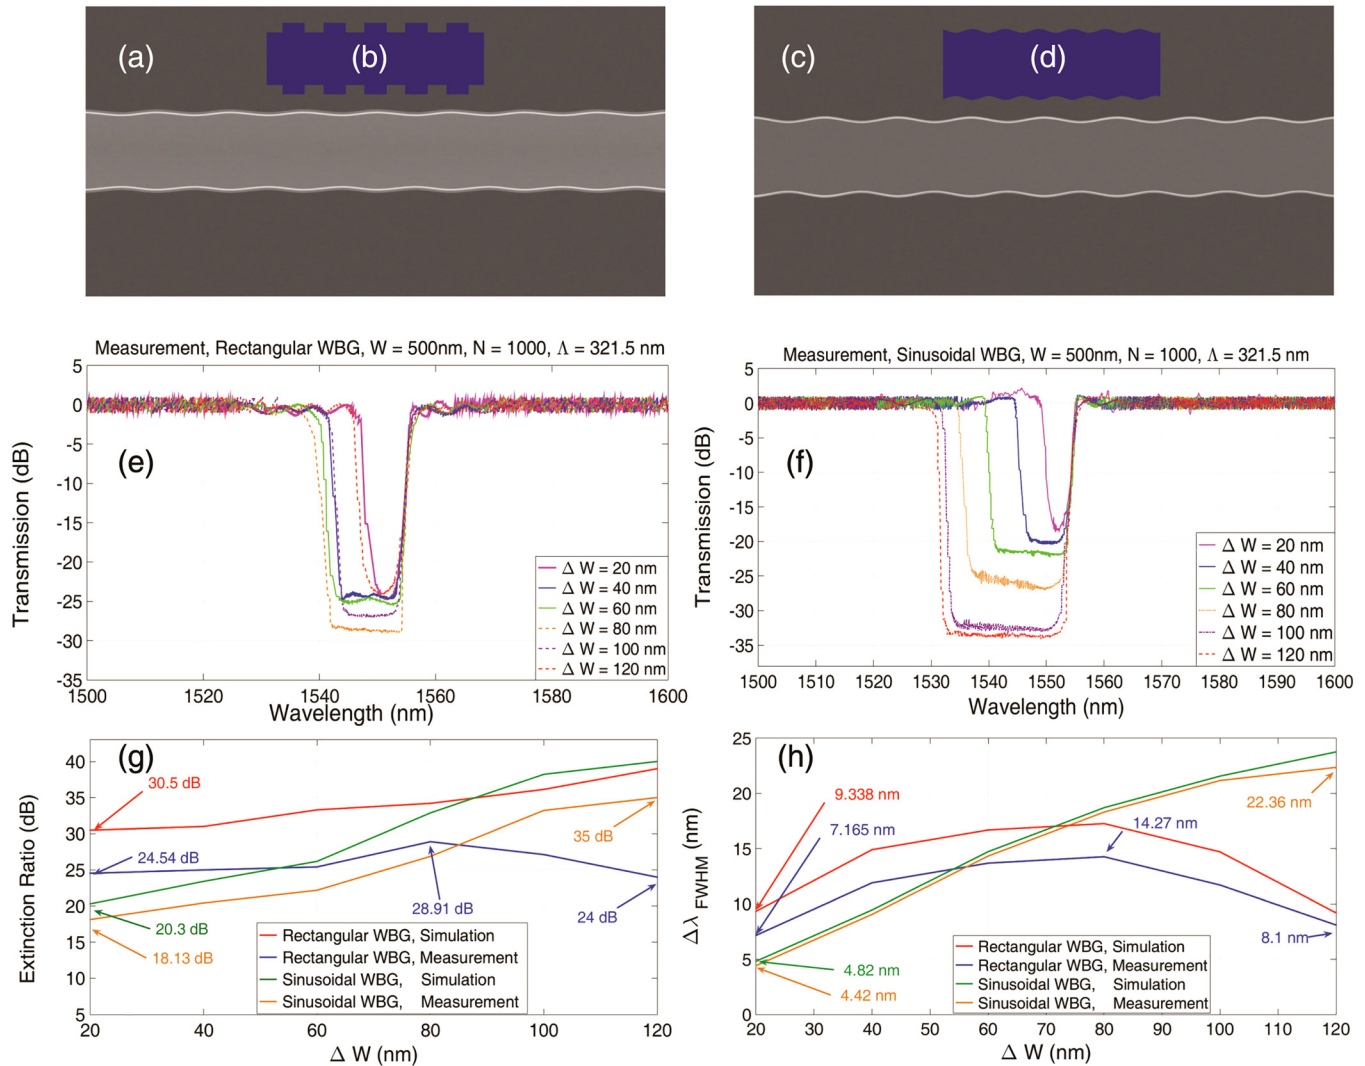 (a)
(b)
(c)
(d)
Measurement, Rectangular WBG, W = 500nm, N = 1000, Λ = 321.5 nm
5
0
-5
-10
-15
-20
-25
-30
-35
Transmission (dB)
(e)
Δ W = 20 nm
Δ W = 40 nm
Δ W = 60 nm
Δ W = 80 nm
Δ W = 100 nm
Δ W = 120 nm
1500
1520
1540
1560
1580
1600
Wavelength (nm)
Measurement, Sinusoidal WBG, W = 500nm, N = 1000, Λ = 321.5 nm
5
0
-5
-10
-15
-20
-25
-30
-35
Transmission (dB)
(f)
Δ W = 20 nm
Δ W = 40 nm
Δ W = 60 nm
Δ W = 80 nm
Δ W = 100 nm
Δ W = 120 nm
1500
1510
1520
1530
1540
1550
1560
1570
1580
1590
1600
Wavelength (nm)
(g)
40
35
30
25
20
15
10
5
Extinction Ratio (dB)
30.5 dB
24.54 dB
20.3 dB
18.13 dB
28.91 dB
35 dB
24 dB
Rectangular WBG, Simulation
Rectangular WBG, Measurement
Sinusoidal WBG, Simulation
Sinusoidal WBG, Measurement
20
40
60
80
100
120
Δ W (nm)
(h)
25
20
15
10
5
0
Δλ FWHM (nm)
9.338 nm
7.165 nm
14.27 nm
22.36 nm
4.82 nm
4.42 nm
8.1 nm
Rectangular WBG, Simulation
Rectangular WBG, Measurement
Sinusoidal WBG, Simulation
Sinusoidal WBG, Measurement
20
30
40
50
60
70
80
90
100
110
120
Δ W (nm)